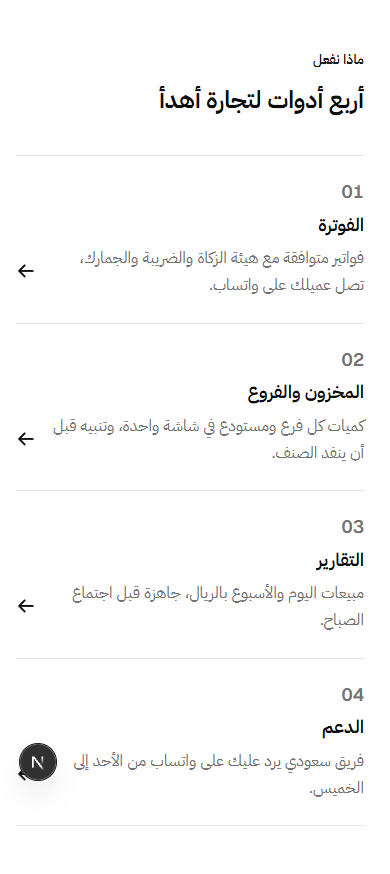 ماذا نفعل
أربع أدوات لتجارة أهدأ
01
الفوترة
فواتير متوافقة مع هيئة الزكاة والضريبة والجمارك،
تصل عميلك على واتساب.
02
المخزون والفروع
كميات كل فرع ومستودع في شاشة واحدة، وتنبيه قبل
أن ينفد الصنف.
03
التقارير
مبيعات اليوم والأسبوع بالريال، جاهزة قبل اجتماع
الصباح.
04
الدعم
فريق سعودي يرد عليك على واتساب من الأحد إلى
الخميس.
N